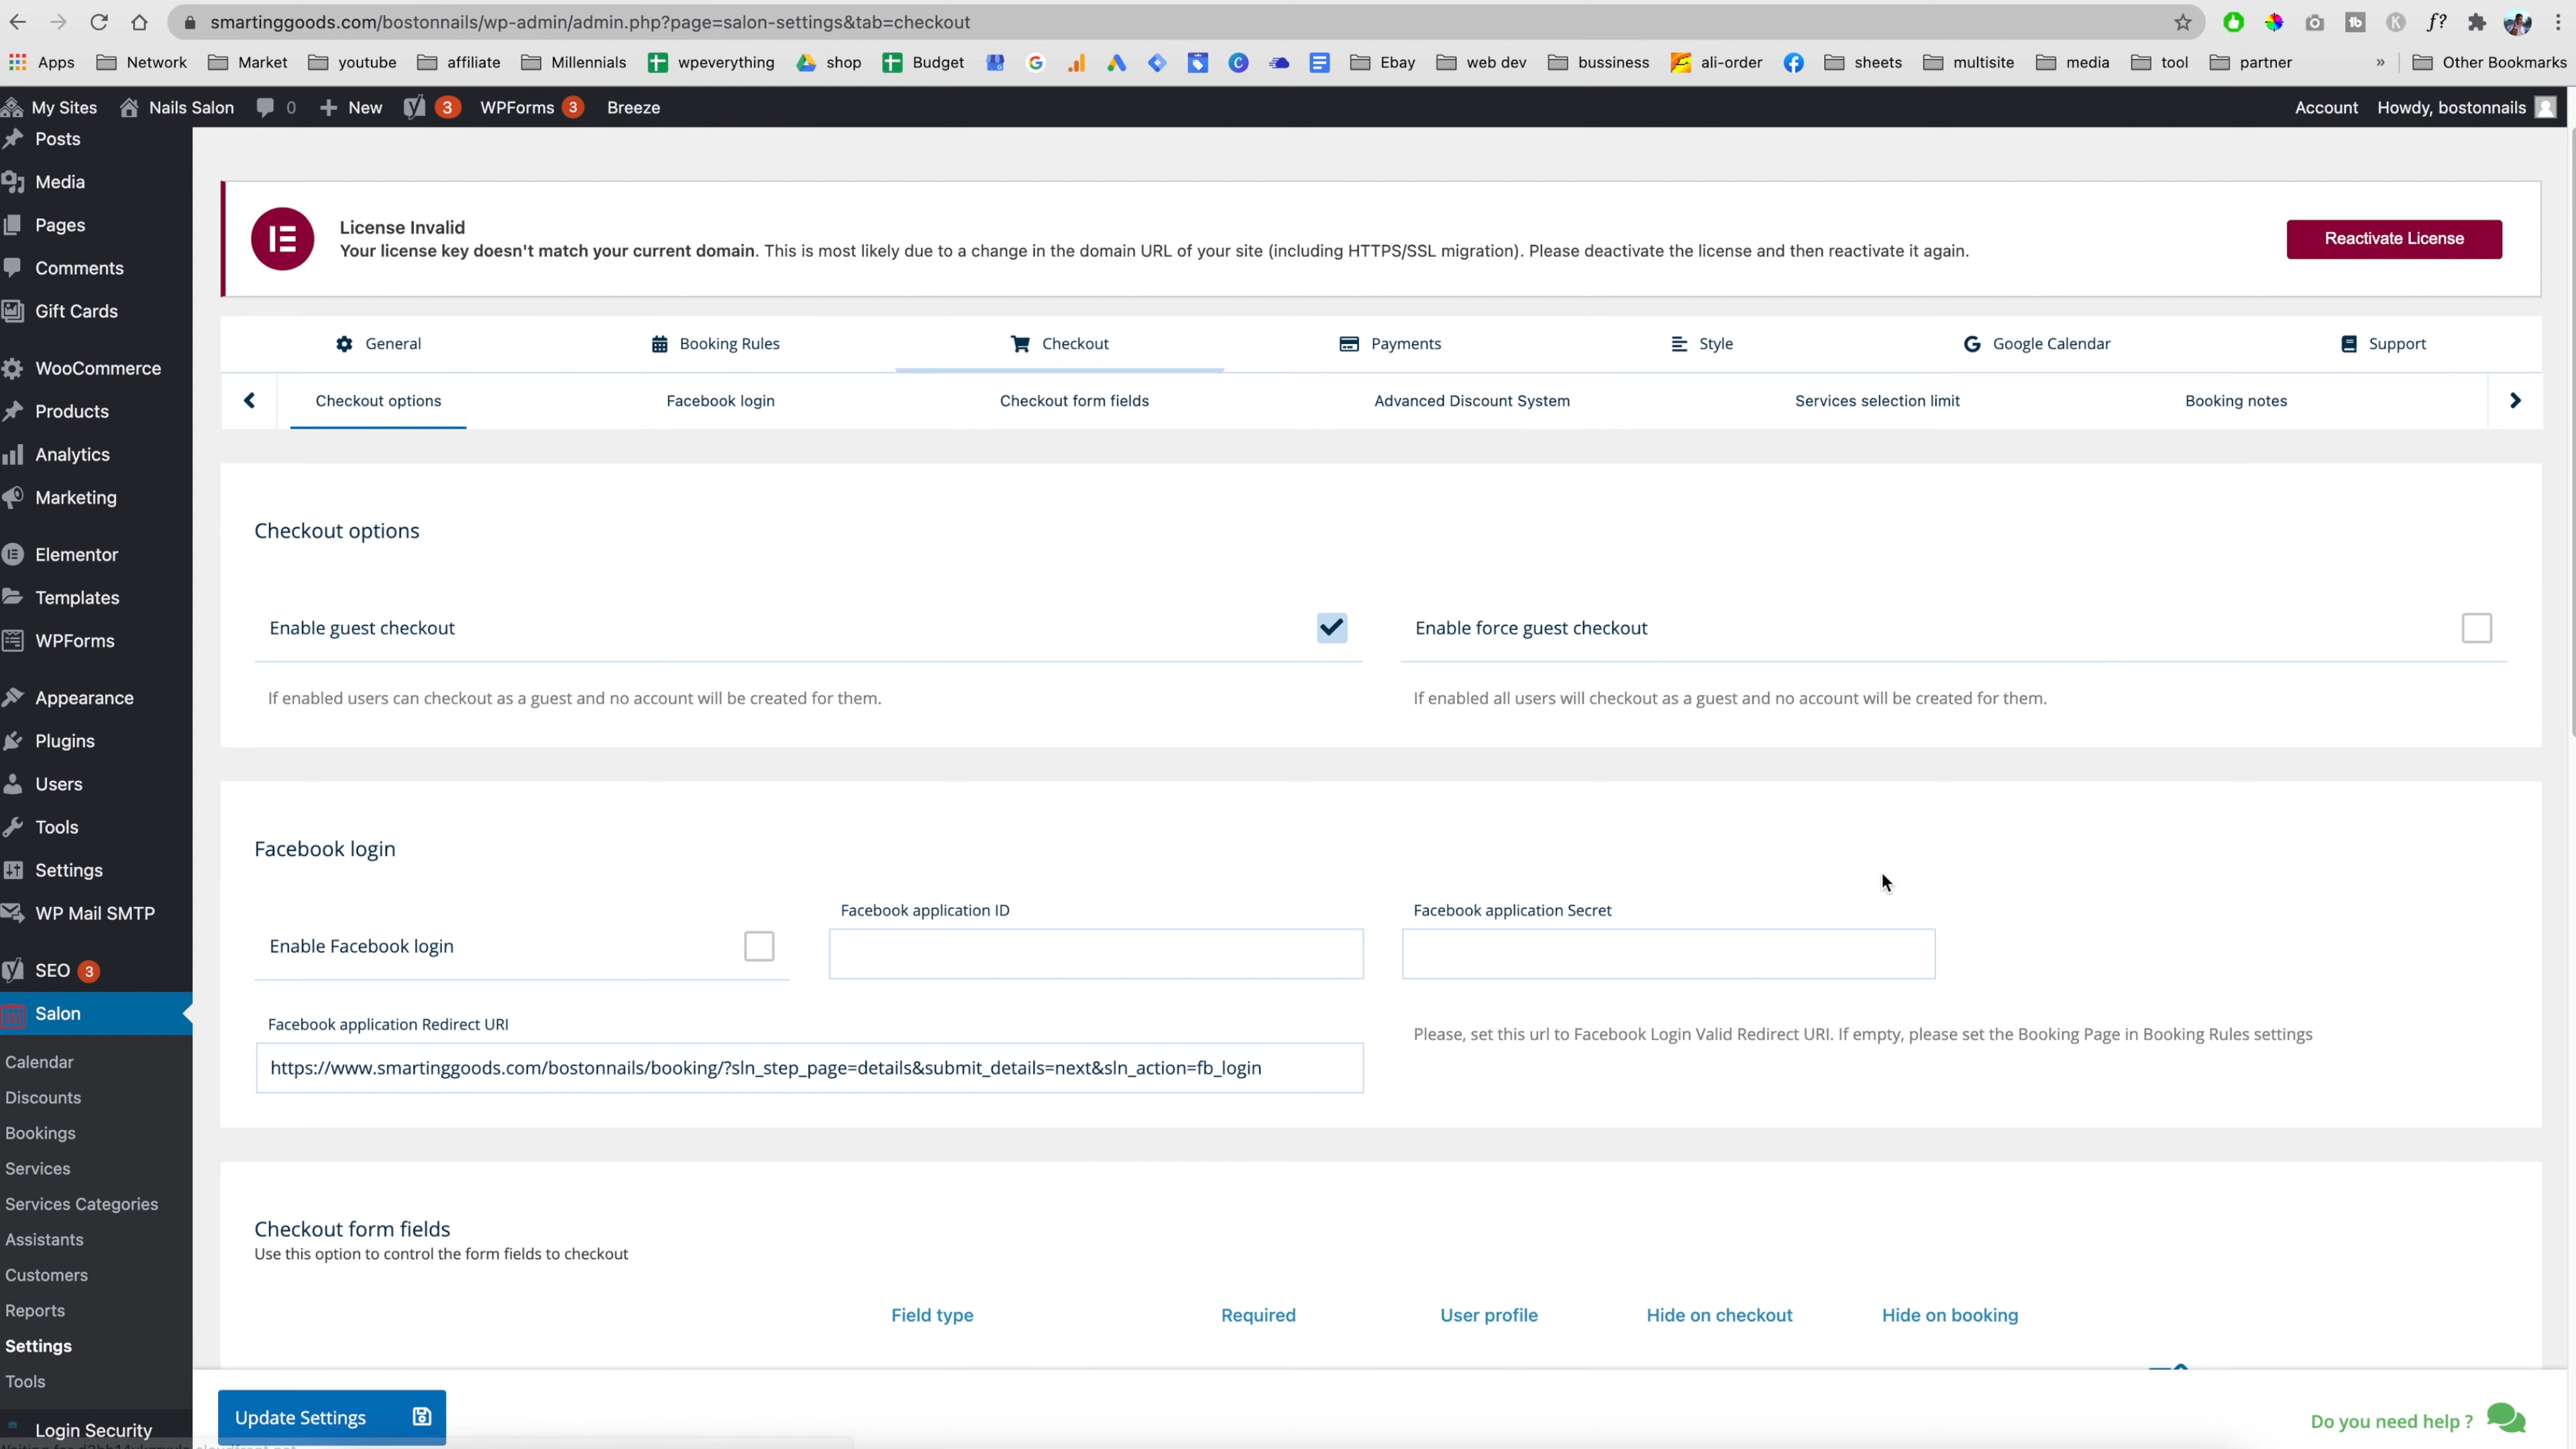 smartinggoods.com/bostonnails/wp-admin/admin.php?page=salon-settings&tab=checkout
Apps Network Market youtube affiliate Millennials wpeverything shop Budget Ebay web dev bussiness ali-order sheets multisite media tool partner » Other Bookmarks
My Sites Nails Salon 0 New 3 WPForms 3 Breeze Account Howdy, bostonnails
Posts
Media
Pages
Comments
Gift Cards
WooCommerce
Products
Analytics
Marketing
Elementor
Templates
WPForms
Appearance
Plugins
Users
Tools
Settings
WP Mail SMTP
SEO 3
Salon
Calendar
Discounts
Bookings
Services
Services Categories
Assistants
Customers
Reports
Settings
Tools
Login Security
License Invalid
Your license key doesn't match your current domain. This is most likely due to a change in the domain URL of your site (including HTTPS/SSL migration). Please deactivate the license and then reactivate it again.
Reactivate License
General Booking Rules Checkout Payments Style Google Calendar Support
Checkout options Facebook login Checkout form fields Advanced Discount System Services selection limit Booking notes
Checkout options
Enable guest checkout Enable force guest checkout
If enabled users can checkout as a guest and no account will be created for them. If enabled all users will checkout as a guest and no account will be created for them.
Facebook login
Facebook application ID Facebook application Secret
Enable Facebook login
Facebook application Redirect URI
Please, set this url to Facebook Login Valid Redirect URI. If empty, please set the Booking Page in Booking Rules settings
https://www.smartinggoods.com/bostonnails/booking/?sln_step_page=details&submit_details=next&sln_action=fb_login
Checkout form fields
Use this option to control the form fields to checkout
Field type Required User profile Hide on checkout Hide on booking
Update Settings
Do you need help ?